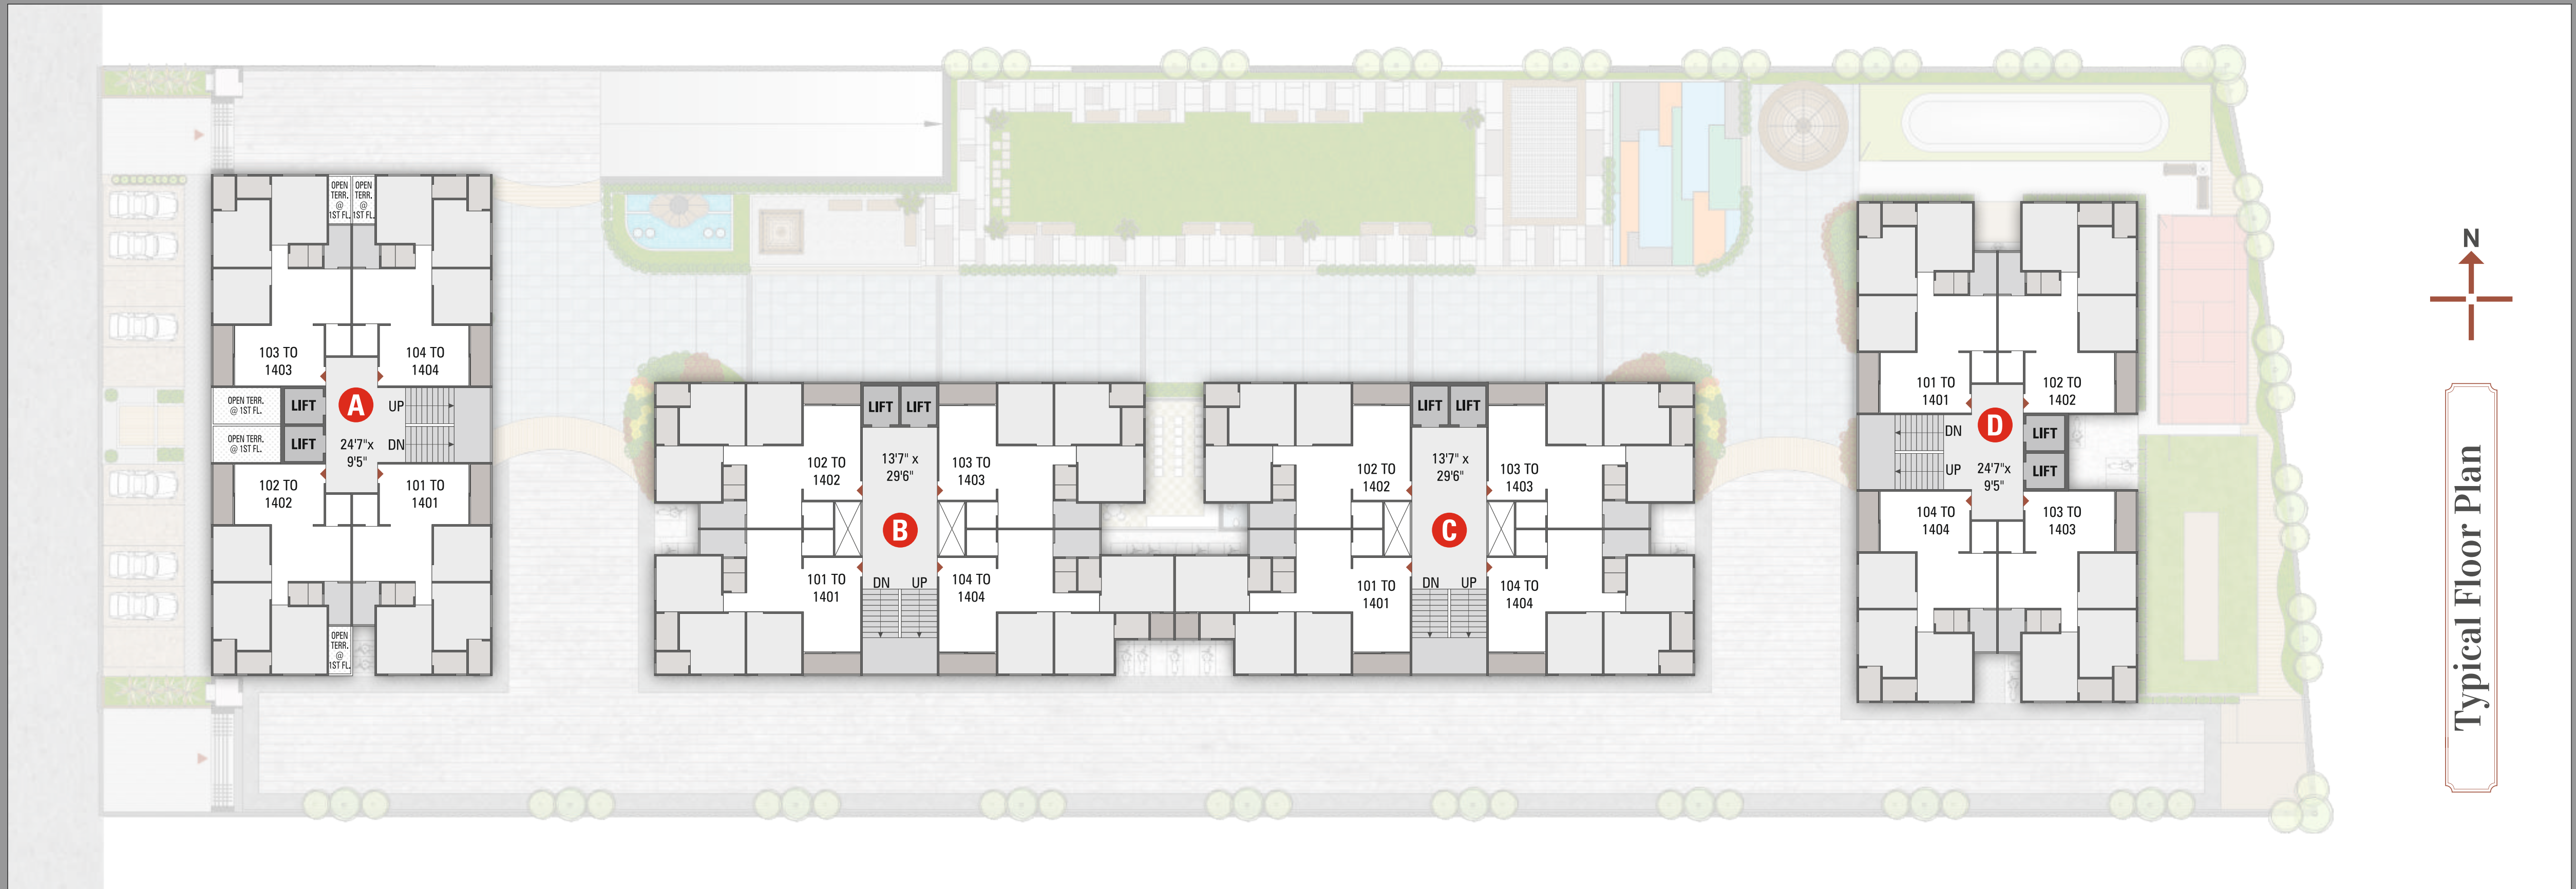 OPEN
TERR.
@
1ST FL.
OPEN
TERR.
@
1ST FL.
103 TO
1403
104 TO
1404
OPEN TERR.
@ 1ST FL.
LIFT
A
UP
OPEN TERR.
@ 1ST FL.
LIFT
24'7"x
9'5"
DN
102 TO
1402
101 TO
1401
OPEN
TERR.
@
1ST FL.
LIFT
LIFT
102 TO
1402
13'7" x
29'6"
103 TO
1403
B
101 TO
1401
DN
UP
104 TO
1404
LIFT
LIFT
102 TO
1402
13'7" x
29'6"
103 TO
1403
C
101 TO
1401
DN
UP
104 TO
1404
101 TO
1401
102 TO
1402
DN
D
LIFT
UP
24'7"x
9'5"
LIFT
104 TO
1404
103 TO
1403
N
Typical Floor Plan